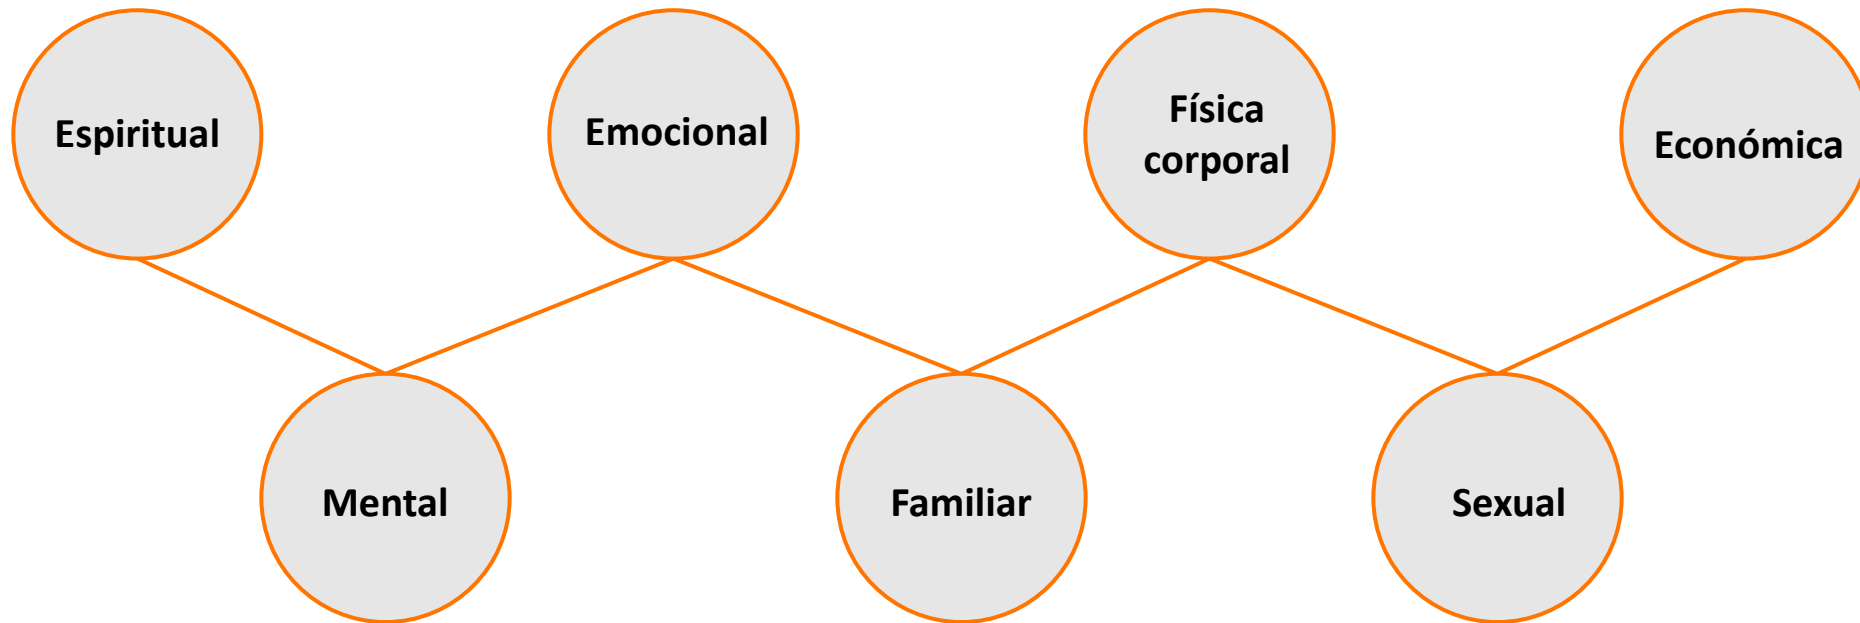 Espiritual
Emocional
Física
corporal
Económica
Mental
Familiar
Sexual